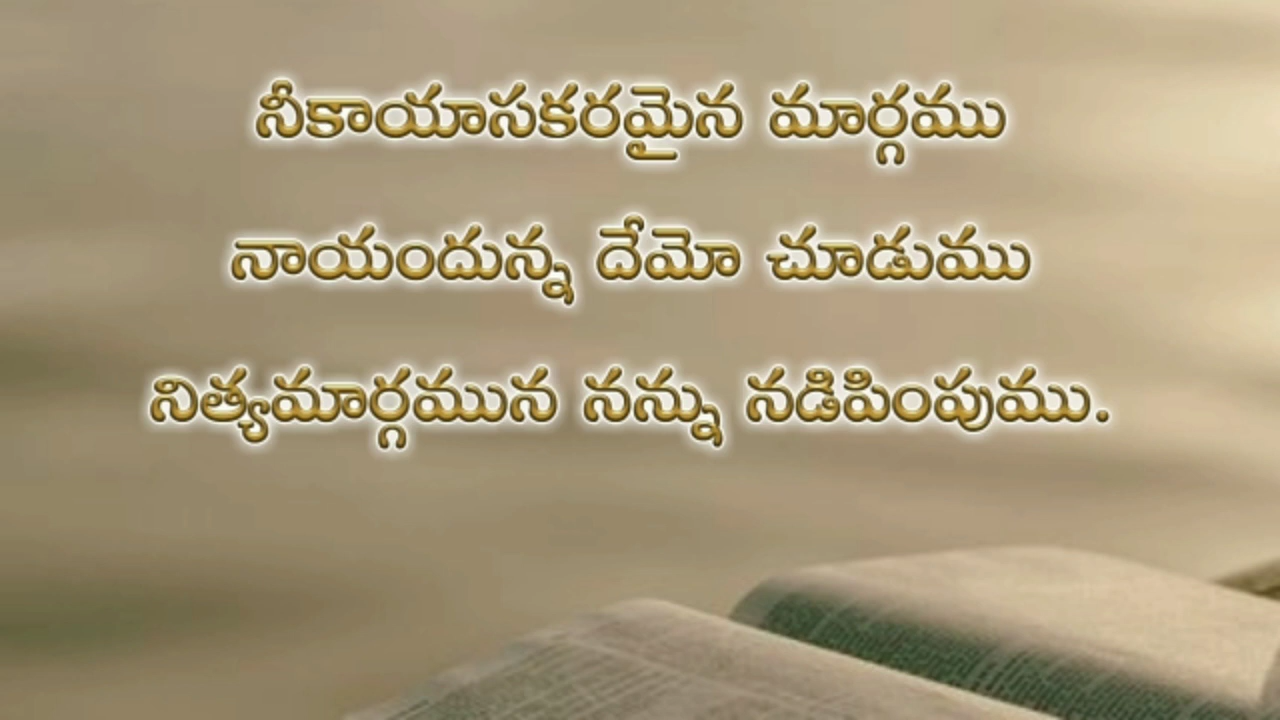 నీకాయాసకరమైన మార్గము
నాయందున్న దేమో చూడుము
నిత్యమార్గమున నన్ను నడిపింపుము.